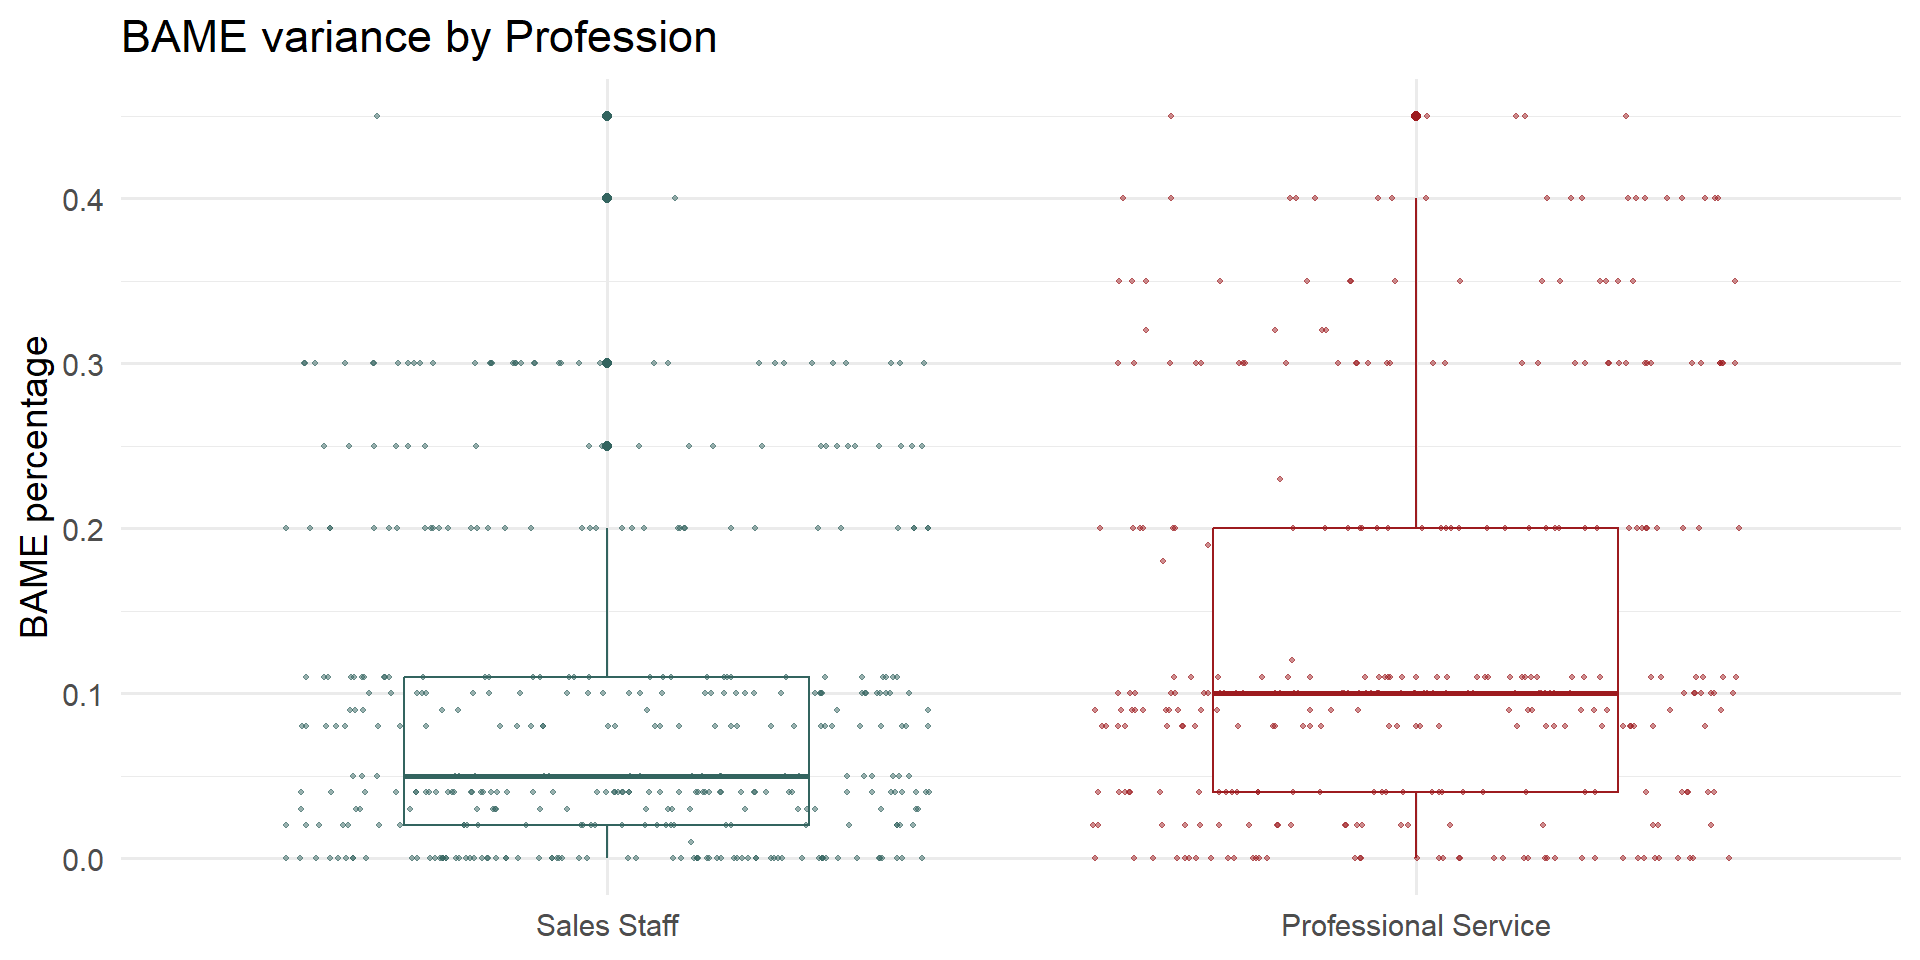 BAME variance by Profession
BAME percentage
0.4
0.3
0.2
0.1
0.0
Sales Staff
Professional Service